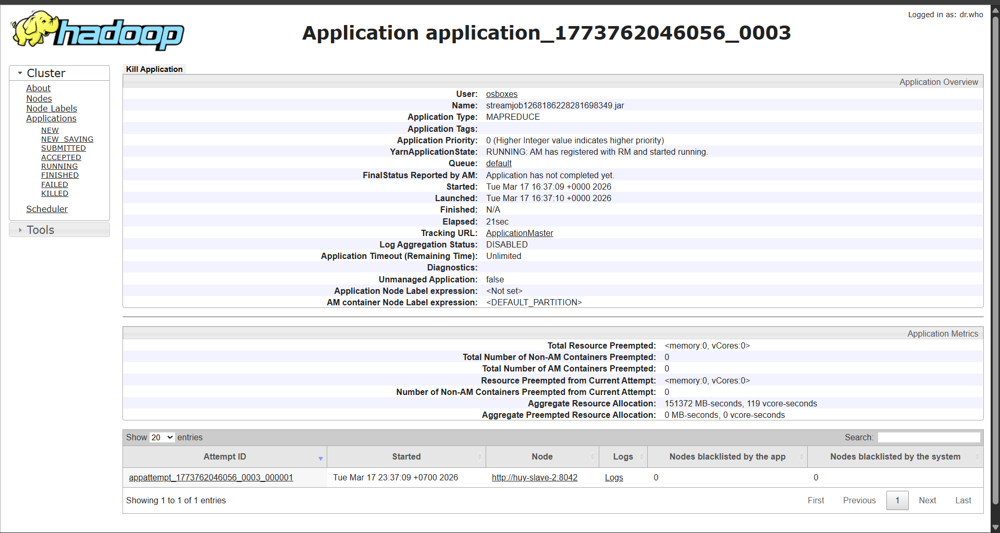 Logged in as: dr.who
hadoop
Application application_1773762046056_0003
Cluster
About
Nodes
Node Labels
Applications
NEW
NEW_SAVING
SUBMITTED
ACCEPTED
RUNNING
FINISHED
FAILED
KILLED
Scheduler
Tools
Kill Application
Application Overview
User: osboxes
Name: streamjob1268186228281698349.jar
Application Type: MAPREDUCE
Application Tags:
Application Priority: 0 (Higher Integer value indicates higher priority)
YarnApplicationState: RUNNING: AM has registered with RM and started running.
Queue: default
FinalStatus Reported by AM: Application has not completed yet.
Started: Tue Mar 17 16:37:09 +0000 2026
Launched: Tue Mar 17 16:37:10 +0000 2026
Finished: N/A
Elapsed: 21sec
Tracking URL: ApplicationMaster
Log Aggregation Status: DISABLED
Application Timeout (Remaining Time): Unlimited
Diagnostics:
Unmanaged Application: false
Application Node Label expression: <Not set>
AM container Node Label expression: <DEFAULT_PARTITION>
Application Metrics
Total Resource Preempted: <memory:0, vCores:0>
Total Number of Non-AM Containers Preempted: 0
Total Number of AM Containers Preempted: 0
Resource Preempted from Current Attempt: <memory:0, vCores:0>
Number of Non-AM Containers Preempted from Current Attempt: 0
Aggregate Resource Allocation: 151372 MB-seconds, 119 vcore-seconds
Aggregate Preempted Resource Allocation: 0 MB-seconds, 0 vcore-seconds
Show 20 entries Search:
Attempt ID Started Node Logs Nodes blacklisted by the app Nodes blacklisted by the system
appattempt_1773762046056_0003_000001 Tue Mar 17 23:37:09 +0700 2026 http://huy-slave-2:8042 Logs 0 0
Showing 1 to 1 of 1 entries First Previous 1 Next Last